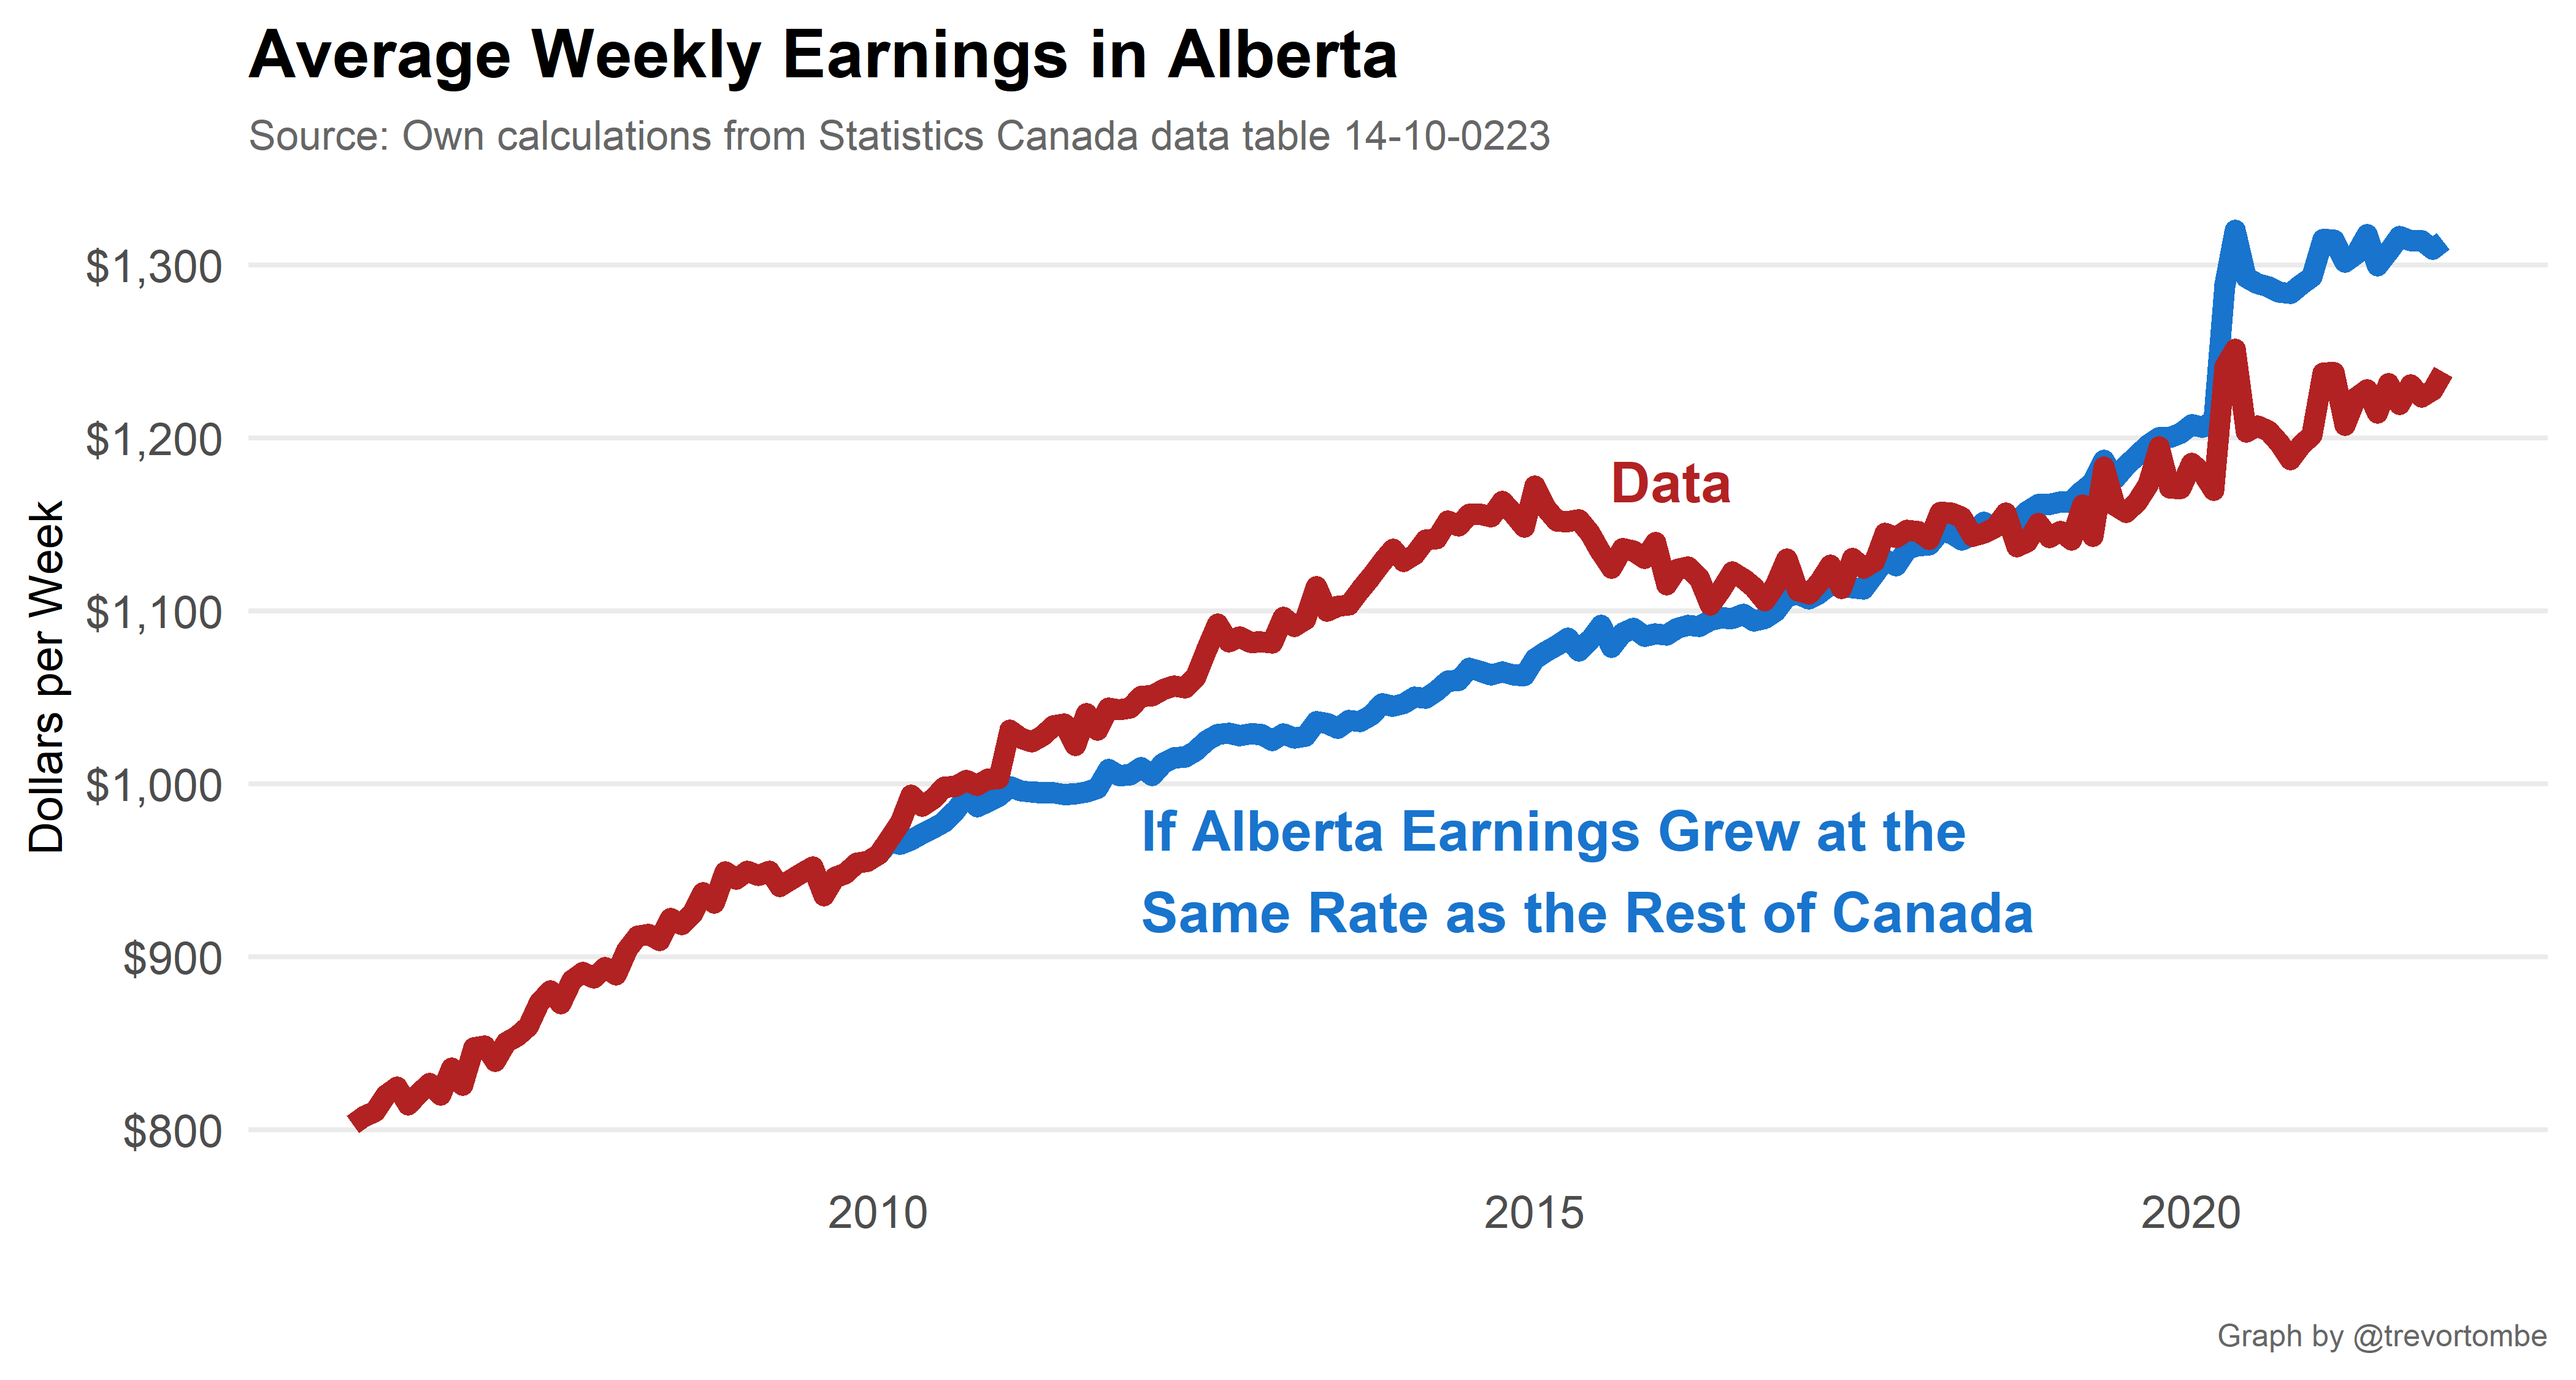 Average Weekly Earnings in Alberta
Source: Own calculations from Statistics Canada data table 14-10-0223
Dollars per Week
$1,300
$1,200
$1,100
$1,000
$900
$800
Data
If Alberta Earnings Grew at the
Same Rate as the Rest of Canada
2010
2015
2020
Graph by @trevortombe